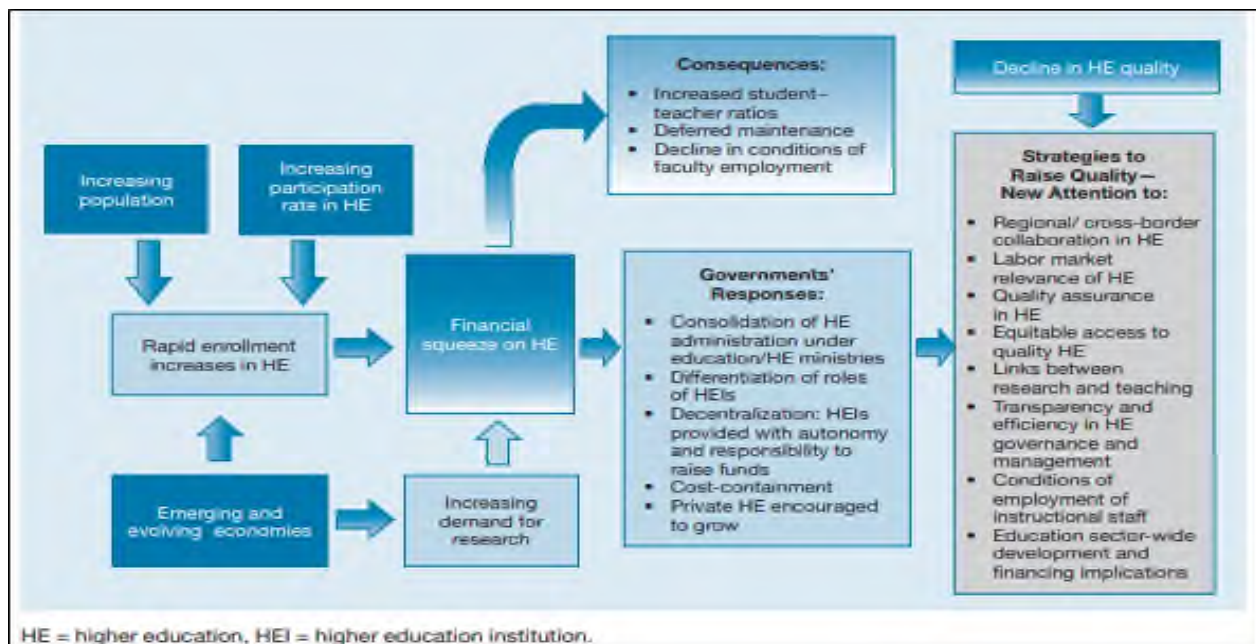 Increasing
population
Increasing
participation
rate in HE
Rapid enrollment
increases in HE
Emerging and
evolving economies
Financial
squeeze on HE
Increasing
demand for
research
Consequences:
• Increased student–
teacher ratios
• Deferred maintenance
• Decline in conditions of
faculty employment
Governments'
Responses:
• Consolidation of HE
administration under
education/HE ministries
• Differentiation of roles
of HEIs
• Decentralization: HEIs
provided with autonomy
and responsibility to
raise funds
• Cost-containment
• Private HE encouraged
to grow
Decline in HE quality
Strategies to
Raise Quality—
New Attention to:
• Regional/ cross-border
collaboration in HE
• Labor market
relevance of HE
• Quality assurance
in HE
• Equitable access to
quality HE
• Links between
research and teaching
• Transparency and
efficiency in HE
governance and
management
• Conditions of
employment of
instructional staff
• Education sector-wide
development and
financing implications
HE = higher education, HEI = higher education institution.